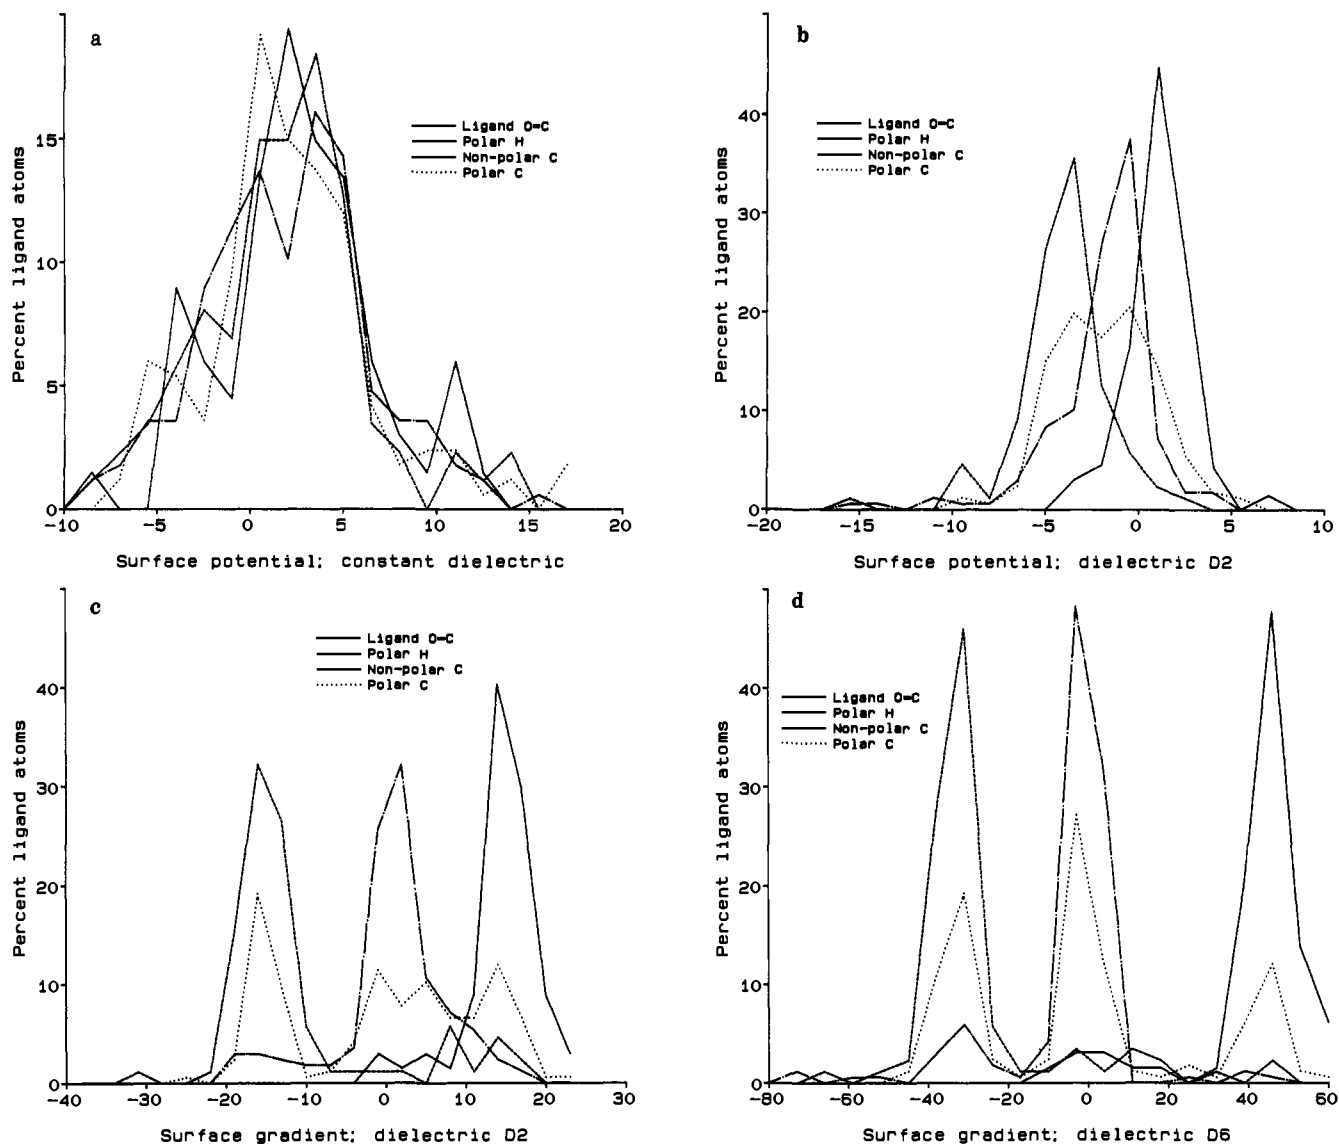 a
Percent ligand atoms
15
10
5
0
-10 -5 0 5 10 15 20
Surface potential; constant dielectric
Ligand O=C
Polar H
Non-polar C
Polar C
b
Percent ligand atoms
40
30
20
10
0
-20 -15 -10 -5 0 5 10
Surface potential; dielectric D2
Ligand O=C
Polar H
Non-polar C
Polar C
c
Percent ligand atoms
40
30
20
10
0
-40 -30 -20 -10 0 10 20 30
Surface gradient; dielectric D2
Ligand O=C
Polar H
Non-polar C
Polar C
d
Percent ligand atoms
40
30
20
10
0
-80 -60 -40 -20 0 20 40 60
Surface gradient; dielectric D6
Ligand O=C
Polar H
Non-polar C
Polar C